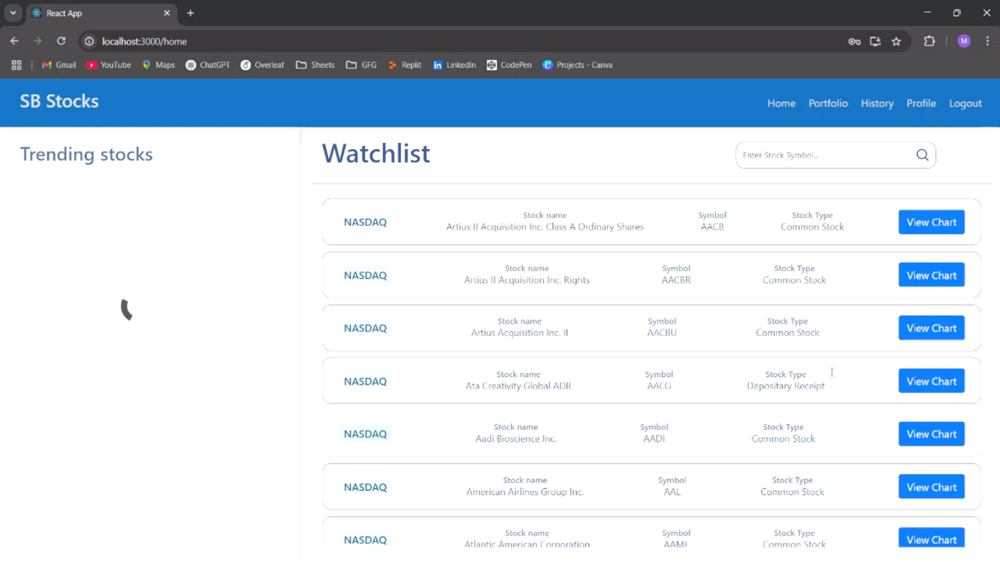 React App
localhost:3000/home
M
Gmail YouTube Maps ChatGPT Overleaf Sheets GFG Replit LinkedIn CodePen Projects - Canva
SB Stocks
Home Portfolio History Profile Logout
Trending stocks
Watchlist
Enter Stock Symbol...
NASDAQ
Stock name
Artius II Acquisition Inc. Class A Ordinary Shares
Symbol
AACB
Stock Type
Common Stock
View Chart
NASDAQ
Stock name
Artius II Acquisition Inc. Rights
Symbol
AACBR
Stock Type
Common Stock
View Chart
NASDAQ
Stock name
Artius Acquisition Inc. II
Symbol
AACBU
Stock Type
Common Stock
View Chart
NASDAQ
Stock name
Ata Creativity Global ADR
Symbol
AACG
Stock Type
Depositary Receipt
View Chart
NASDAQ
Stock name
Aadi Bioscience Inc.
Symbol
AADI
Stock Type
Common Stock
View Chart
NASDAQ
Stock name
American Airlines Group Inc.
Symbol
AAL
Stock Type
Common Stock
View Chart
NASDAQ
Stock name
Atlantic American Corporation
Symbol
AAME
Stock Type
Common Stock
View Chart